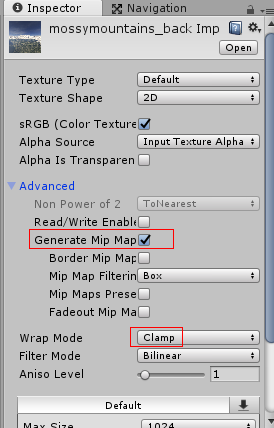 Inspector
Navigation
mossymountains_back Imp
Open
Texture Type Default
Texture Shape 2D
sRGB (Color Texture
Alpha Source Input Texture Alpha
Alpha Is Transparen
Advanced
Non Power of 2 ToNearest
Read/Write Enable
Generate Mip Map
Border Mip Map
Mip Map Filterin Box
Mip Maps Prese
Fadeout Mip Ma
Wrap Mode Clamp
Filter Mode Bilinear
Aniso Level 1
Default
Max Size 1024